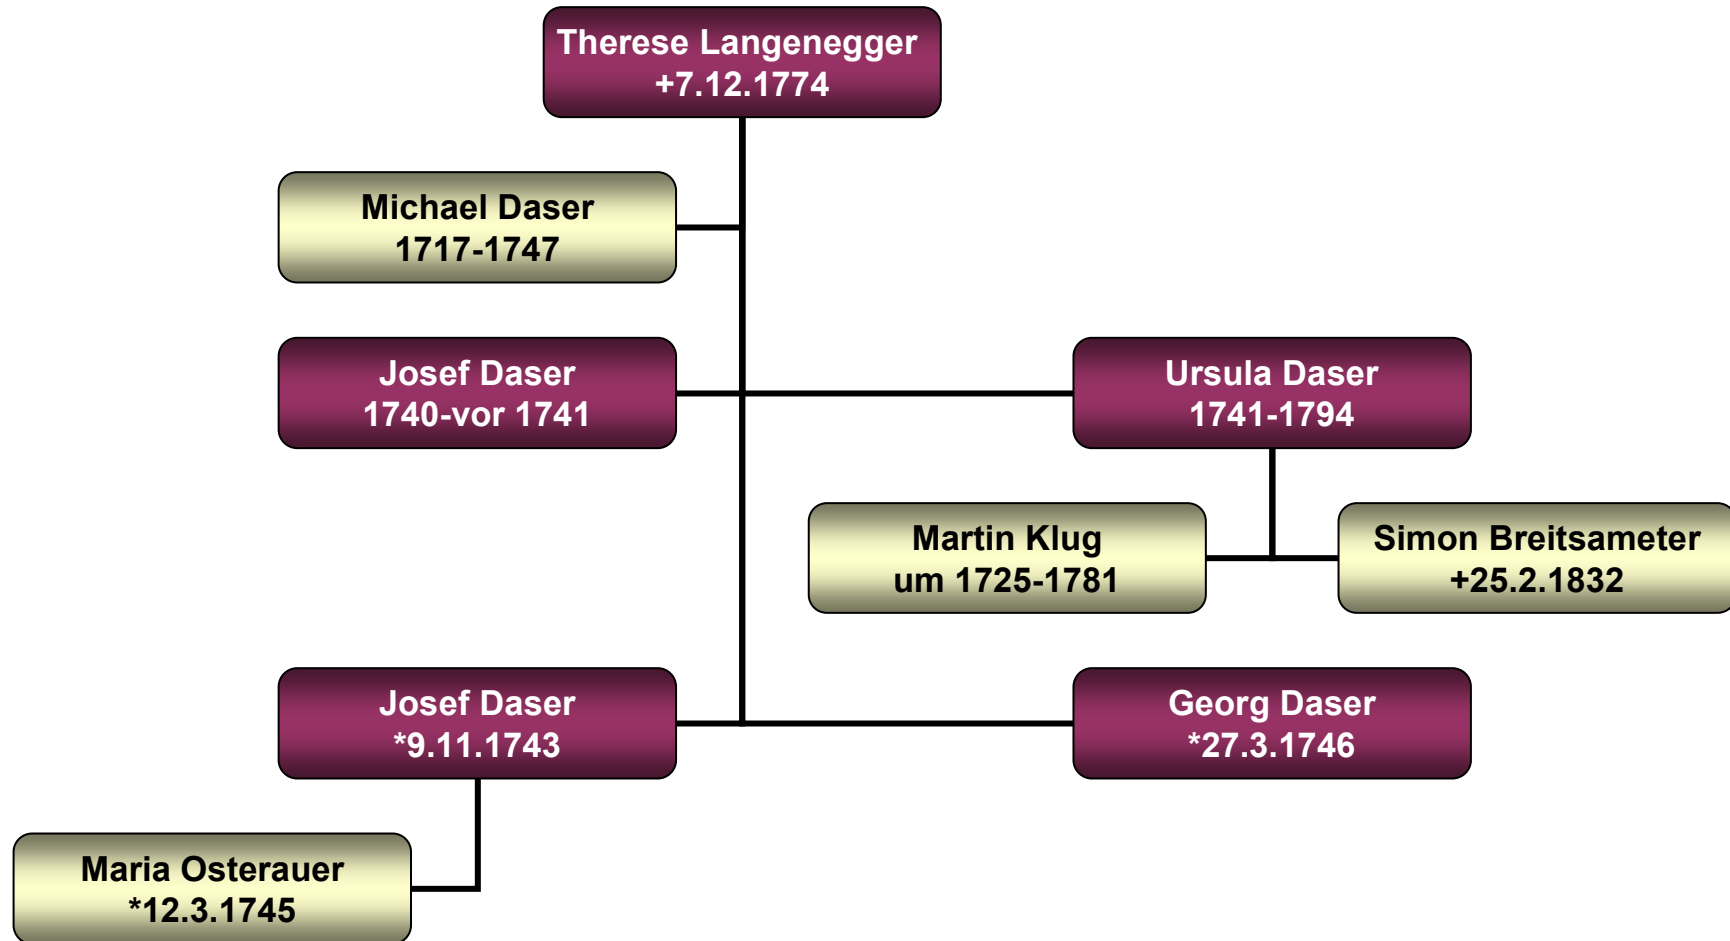 Therese Langenegger
+7.12.1774
Michael Daser
1717-1747
Josef Daser
1740-vor 1741
Ursula Daser
1741-1794
Martin Klug
um 1725-1781
Simon Breitsameter
+25.2.1832
Josef Daser
*9.11.1743
Georg Daser
*27.3.1746
Maria Osterauer
*12.3.1745